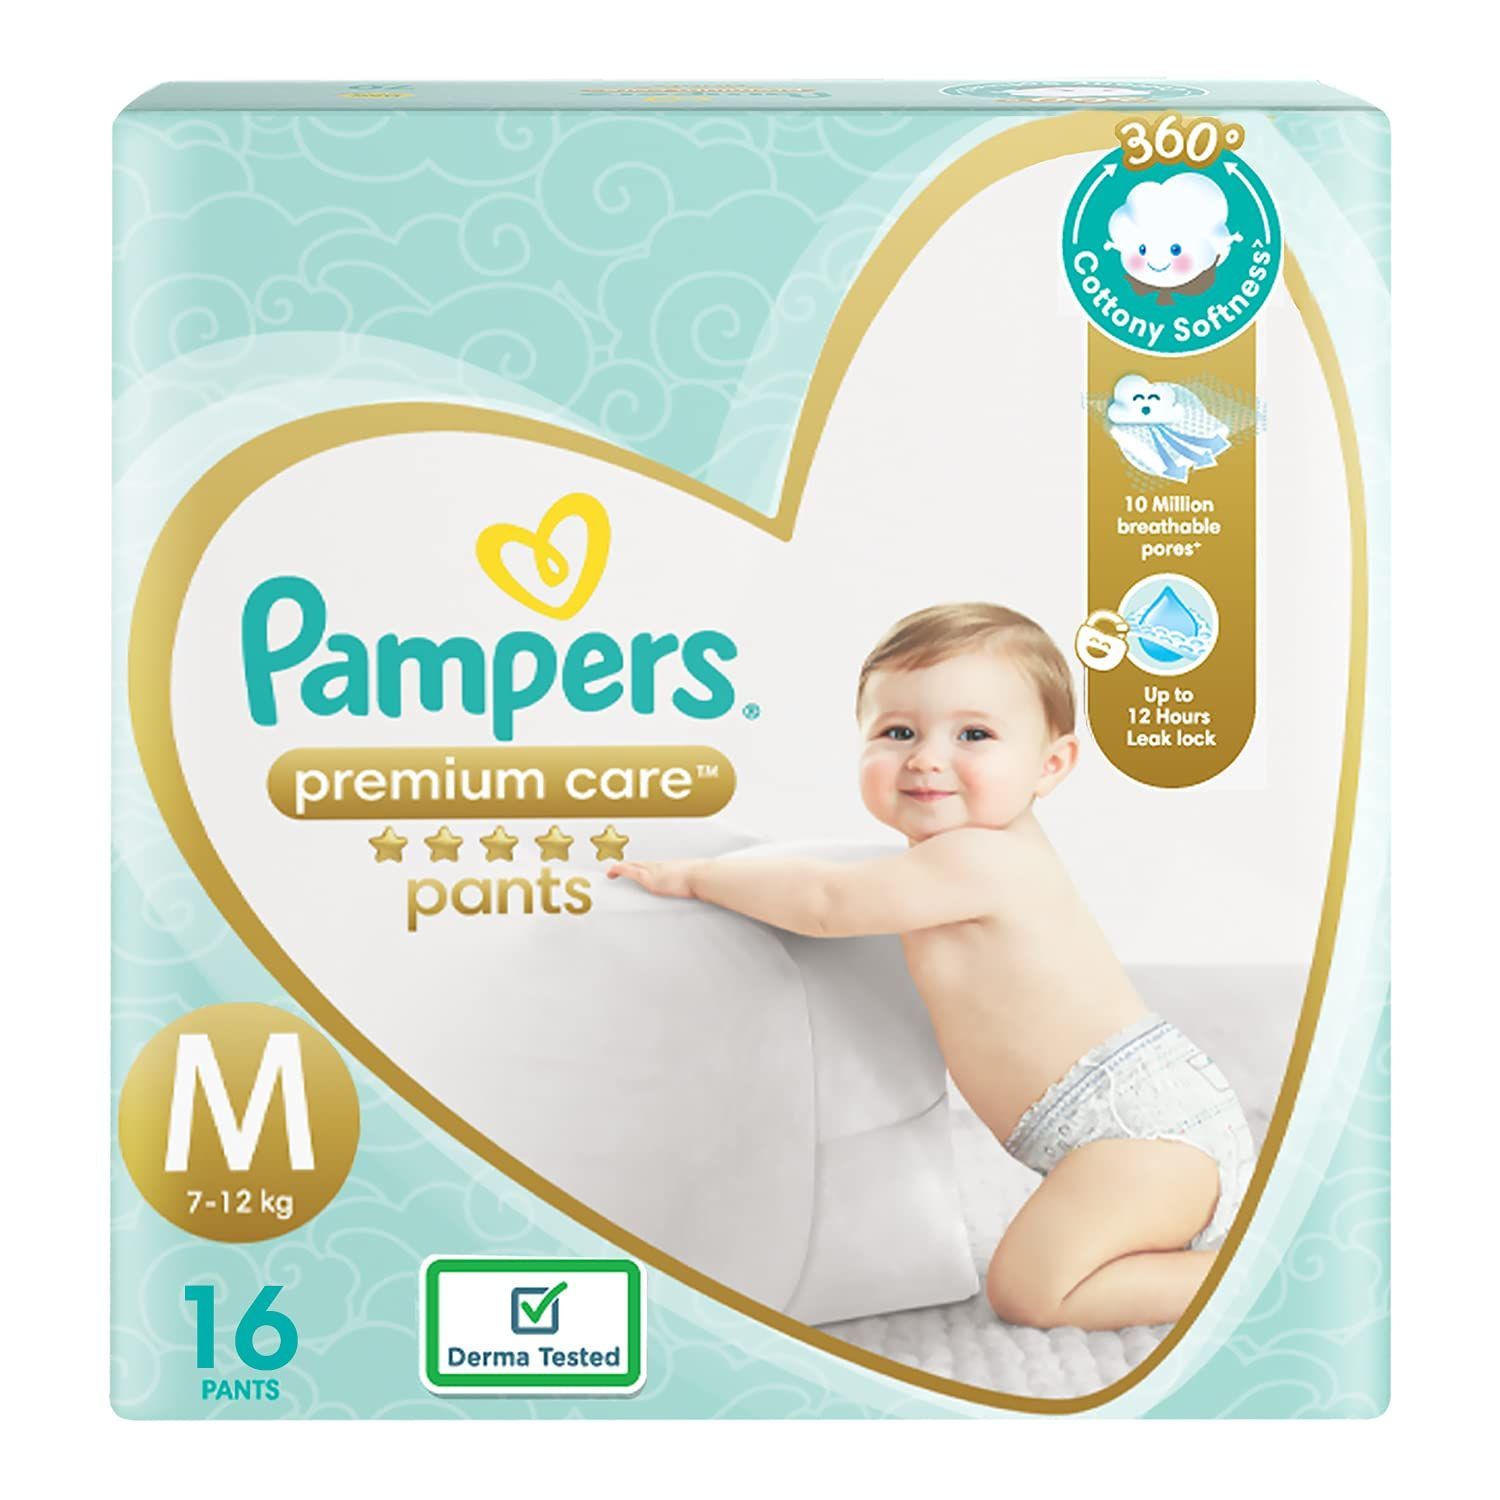 360°
Cottony Softness^
10 Million
breathable
pores+
Up to
12 Hours
Leak lock
Pampers®
premium care™
pants
M
7-12 kg
16
PANTS
Derma Tested